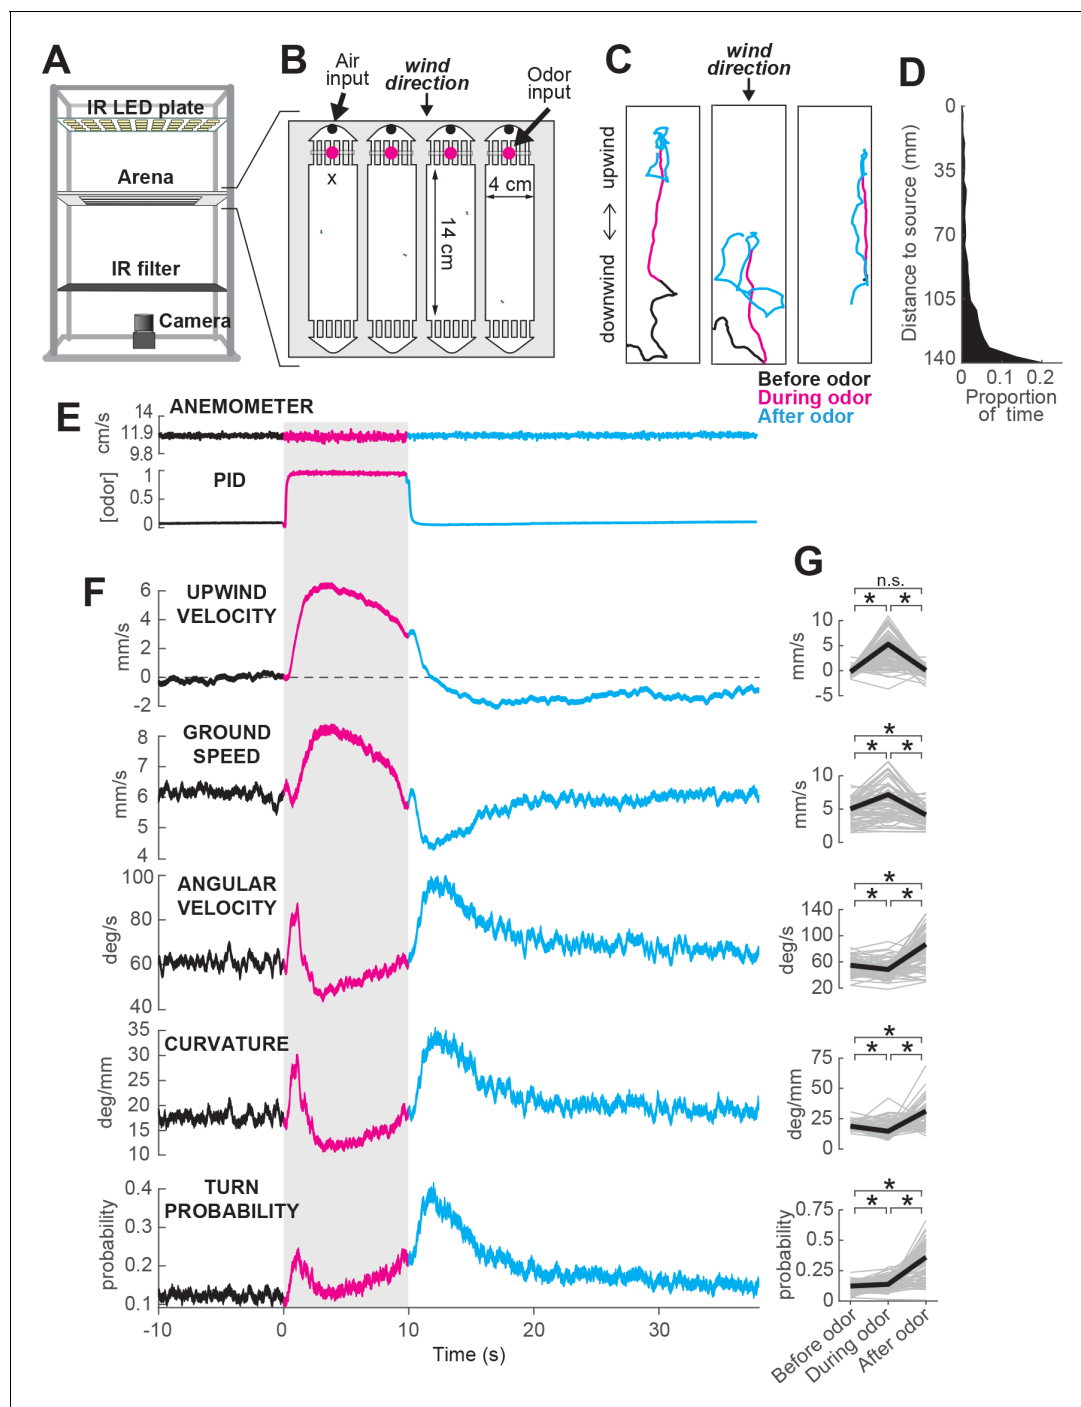 A
IR LED plate
Arena
IR filter
Camera
B
Air
input
wind
direction
Odor
input
x
4 cm
14 cm
C
wind
direction
upwind
downwind
Before odor
During odor
After odor
D
0
35
70
105
140
Distance to source (mm)
0 0.1 0.2
Proportion
of time
E
ANEMOMETER
14
11.9
9.8
cm/s
PID
1
0.5
0
[odor]
F
UPWIND
VELOCITY
6
4
2
0
-2
mm/s
GROUND
SPEED
8
7
6
5
4
mm/s
ANGULAR
VELOCITY
100
80
60
40
deg/s
CURVATURE
35
30
25
20
15
10
deg/mm
TURN
PROBABILITY
0.4
0.3
0.2
0.1
probability
-10 0 10 20 30
Time (s)
G
n.s.
* *
10
5
0
-5
mm/s
*
* *
10
5
0
mm/s
*
* *
140
100
60
20
deg/s
*
* *
75
50
25
0
deg/mm
*
* *
0.75
0.5
0.25
0
probability
Before odor
During odor
After odor